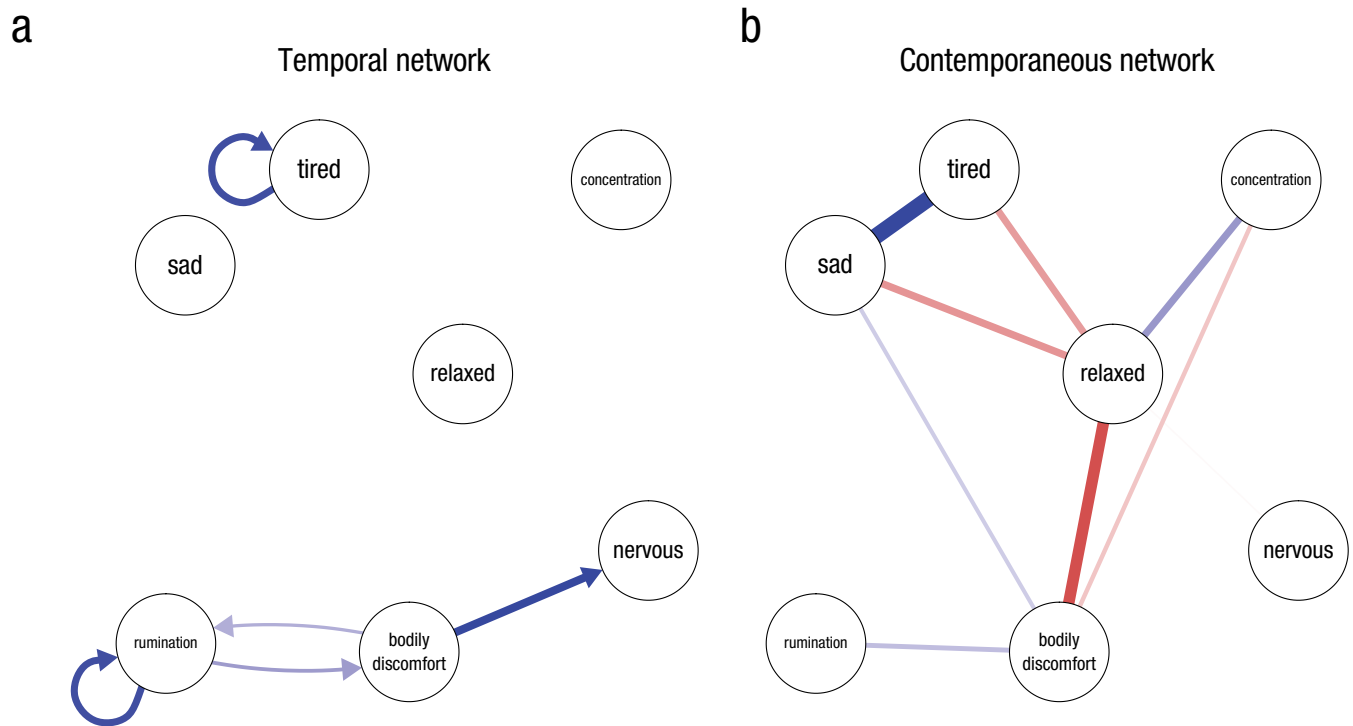 a
Temporal network
tired
concentration
sad
relaxed
nervous
rumination
bodily
discomfort
b
Contemporaneous network
tired
concentration
sad
relaxed
nervous
rumination
bodily
discomfort